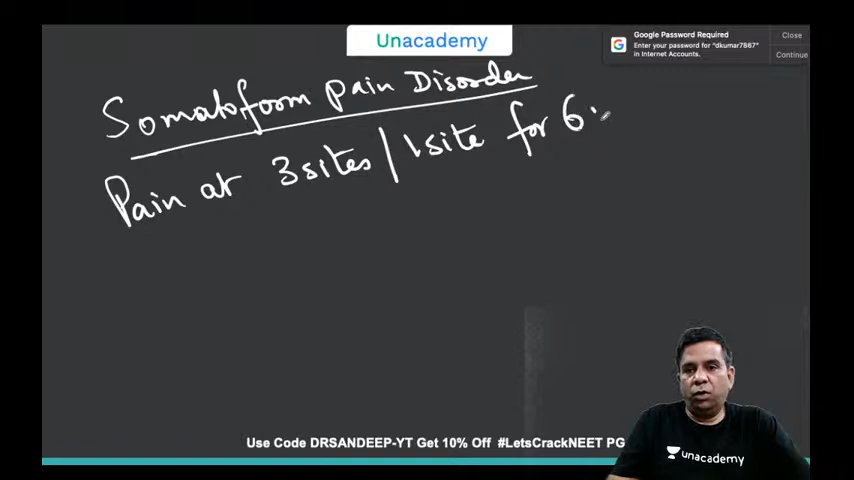 Unacademy
Google Password Required
Enter your password for "dkumar7867"
in Internet Accounts.
Close
Continue
Somatoform pain Disorder
Pain at 3sites / 1site for 6
Use Code DRSANDEEP-YT Get 10% Off #LetsCrackNEET PG
unacademy